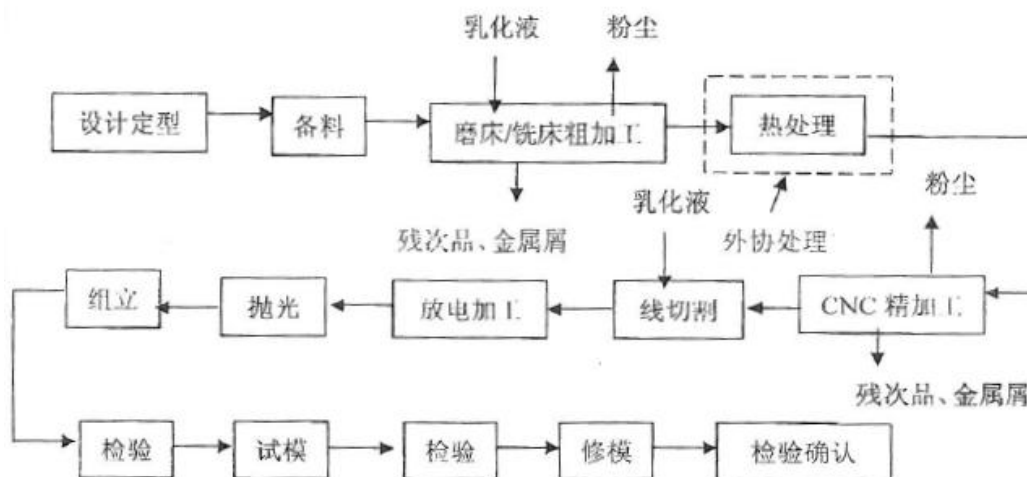 乳化液
粉尘
设计定型
备料
磨床/铣床粗加工
热处理
残次品、金属屑
乳化液
外协处理
粉尘
组立
抛光
放电加工
线切割
CNC 精加工
残次品、金属屑
检验
试模
检验
修模
检验确认